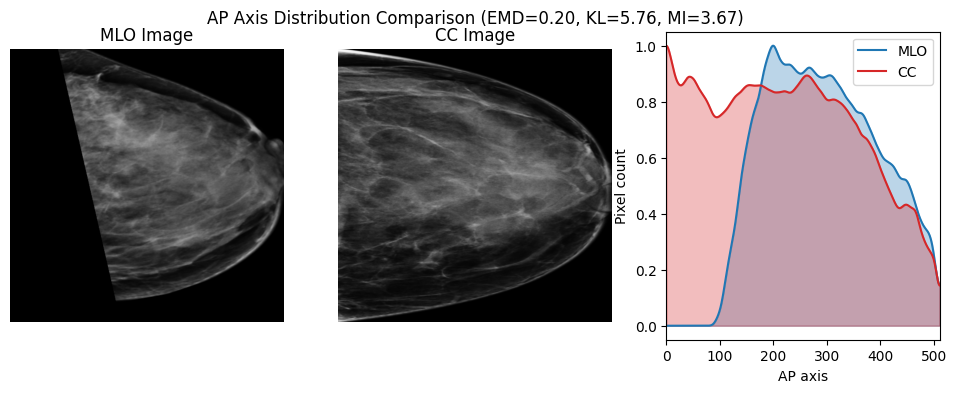 AP Axis Distribution Comparison (EMD=0.20, KL=5.76, MI=3.67)
MLO Image
CC Image
MLO
CC
Pixel count
1.0
0.8
0.6
0.4
0.2
0.0
0 100 200 300 400 500
AP axis